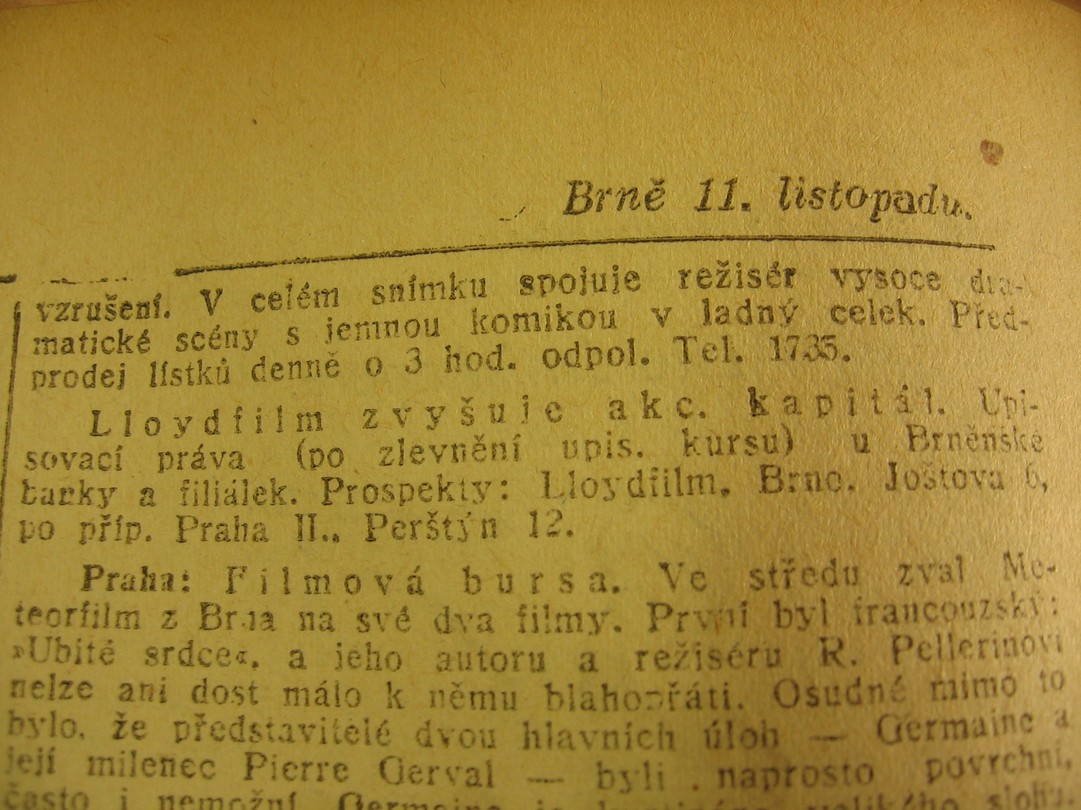 Brně 11. listopadu.
vzrušení. V celém snímku spojuje režisér vysoce dra-
matické scény s jemnou komikou v ladný celek. Před-
prodej lístků denně o 3 hod. odpol. Tel. 1735.
Lloydfilm zvyšuje akc. kapitál. Upi-
sovací práva (po zlevnění upis. kursu) u Brněnské
banky a filiálek. Prospekty: Lloydfilm, Brno, Joštova 6,
po příp. Praha II., Perštýn 12.
Praha: Filmová bursa. Ve středu zval Me-
teorfilm z Brna na své dva filmy. První byl francouzský:
»Ubité srdce«, a jeho autoru a režiséru R. Pellerinovi
nelze ani dost málo k němu blahopřáti. Osudné mimo to
bylo, že představitelé dvou hlavních úloh — Germaine a
její milenec Pierre Gerval — byli naprosto povrchní,
často i nemožní. Germaine je